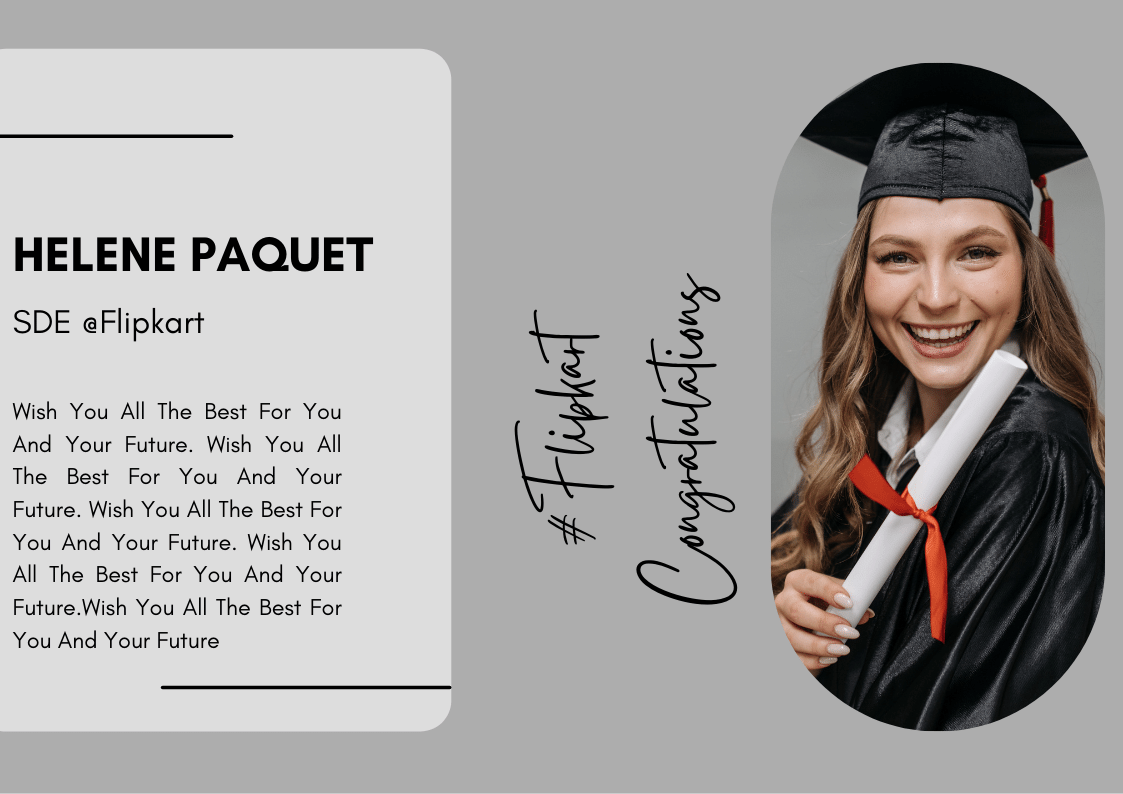 HELENE PAQUET
SDE @Flipkart
Wish You All The Best For You
And Your Future. Wish You All
The Best For You And Your
Future. Wish You All The Best For
You And Your Future. Wish You
All The Best For You And Your
Future.Wish You All The Best For
You And Your Future
# Flipkart
Congratulations